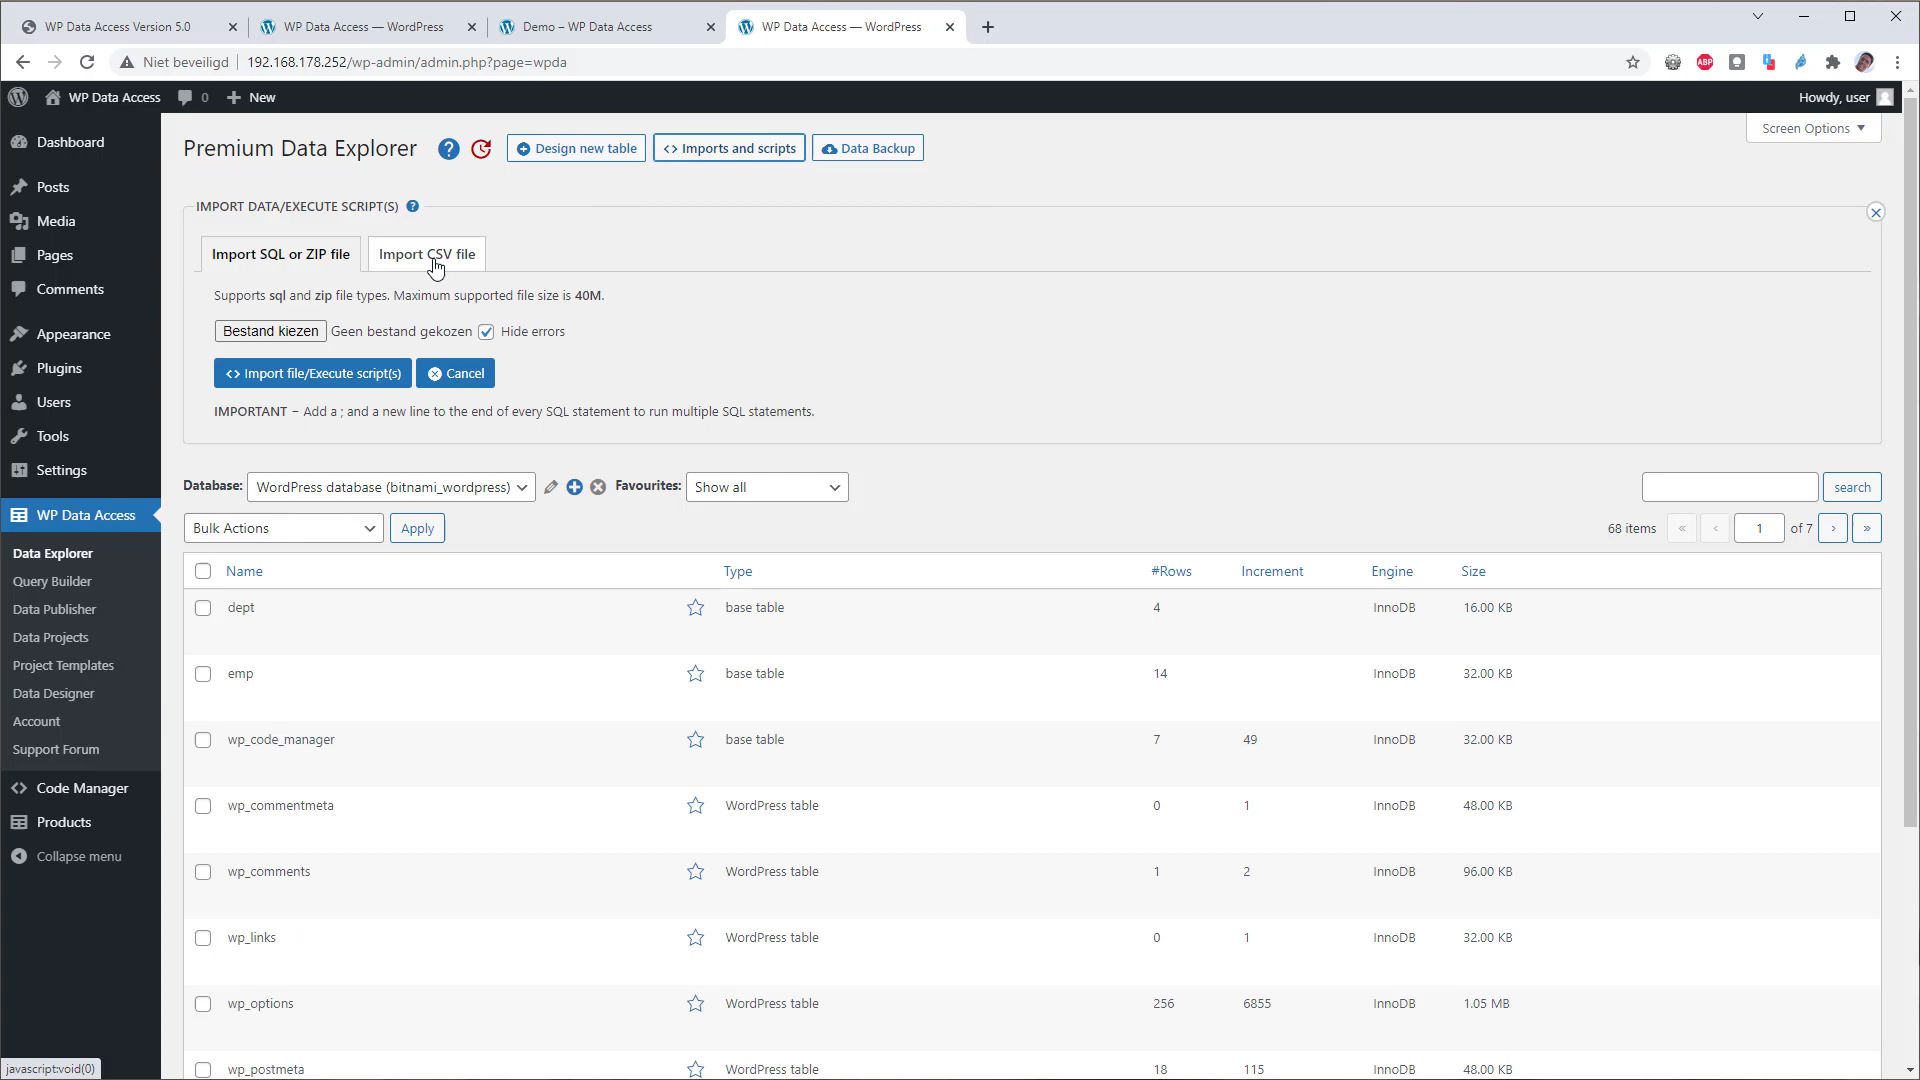 WP Data Access Version 5.0
WP Data Access — WordPress
Demo – WP Data Access
WP Data Access — WordPress
Niet beveiligd
192.168.178.252/wp-admin/admin.php?page=wpda
ABP
WP Data Access
0
New
Howdy, user
Dashboard
Posts
Media
Pages
Comments
Appearance
Plugins
Users
Tools
Settings
WP Data Access
Data Explorer
Query Builder
Data Publisher
Data Projects
Project Templates
Data Designer
Account
Support Forum
Code Manager
Products
Collapse menu
javascript:void(0)
Screen Options
Premium Data Explorer
Design new table
<> Imports and scripts
Data Backup
IMPORT DATA/EXECUTE SCRIPT(S)
Import SQL or ZIP file
Import CSV file
Supports sql and zip file types. Maximum supported file size is 40M.
Bestand kiezen Geen bestand gekozen Hide errors
<> Import file/Execute script(s) Cancel
IMPORTANT – Add a ; and a new line to the end of every SQL statement to run multiple SQL statements.
Database: WordPress database (bitnami_wordpress) Favourites: Show all
search
Bulk Actions Apply
68 items « ‹ 1 of 7 › »
Name Type #Rows Increment Engine Size
dept base table 4 InnoDB 16.00 KB
emp base table 14 InnoDB 32.00 KB
wp_code_manager base table 7 49 InnoDB 32.00 KB
wp_commentmeta WordPress table 0 1 InnoDB 48.00 KB
wp_comments WordPress table 1 2 InnoDB 96.00 KB
wp_links WordPress table 0 1 InnoDB 32.00 KB
wp_options WordPress table 256 6855 InnoDB 1.05 MB
wp_postmeta WordPress table 18 115 InnoDB 48.00 KB